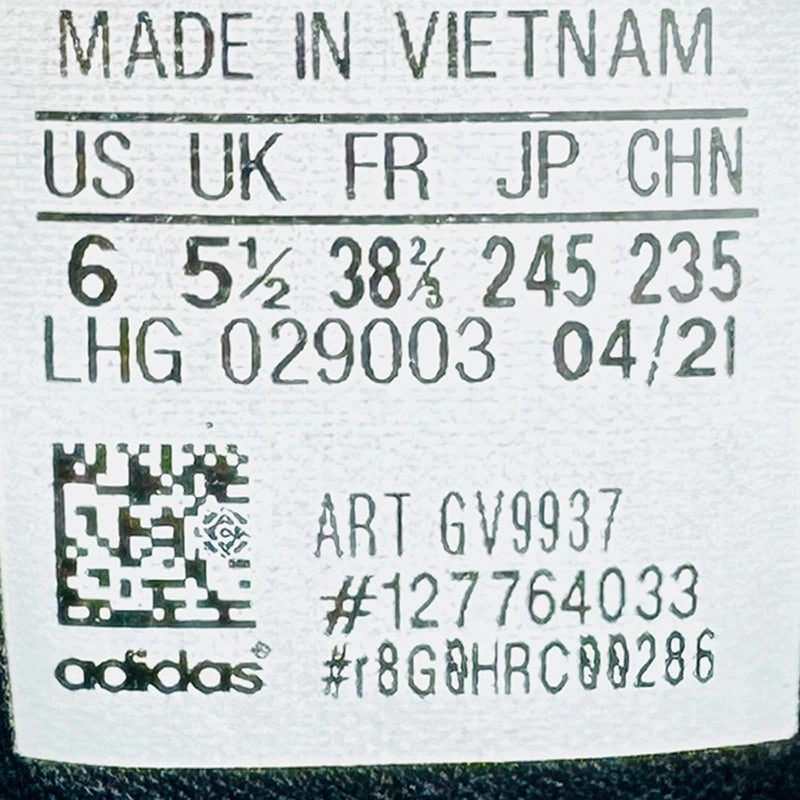 MADE IN VIETNAM
US UK FR JP CHN
6 5½ 38⅔ 245 235
LHG 029003 04/21
ART GV9937
#127764033
#r8G0HRC00286
adidas®